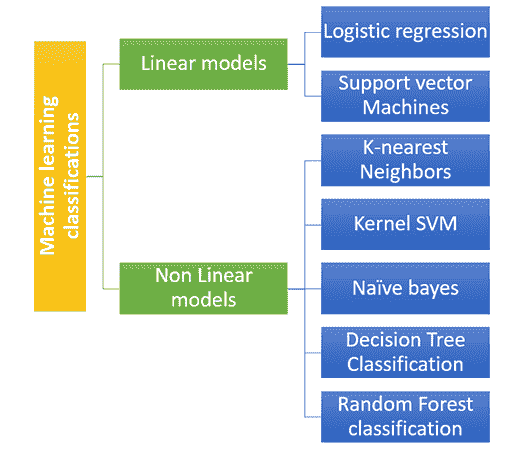 Machine learning
classifications
Linear models
Logistic regression
Support vector
Machines
Non Linear
models
K-nearest
Neighbors
Kernel SVM
Naïve bayes
Decision Tree
Classification
Random Forest
classification